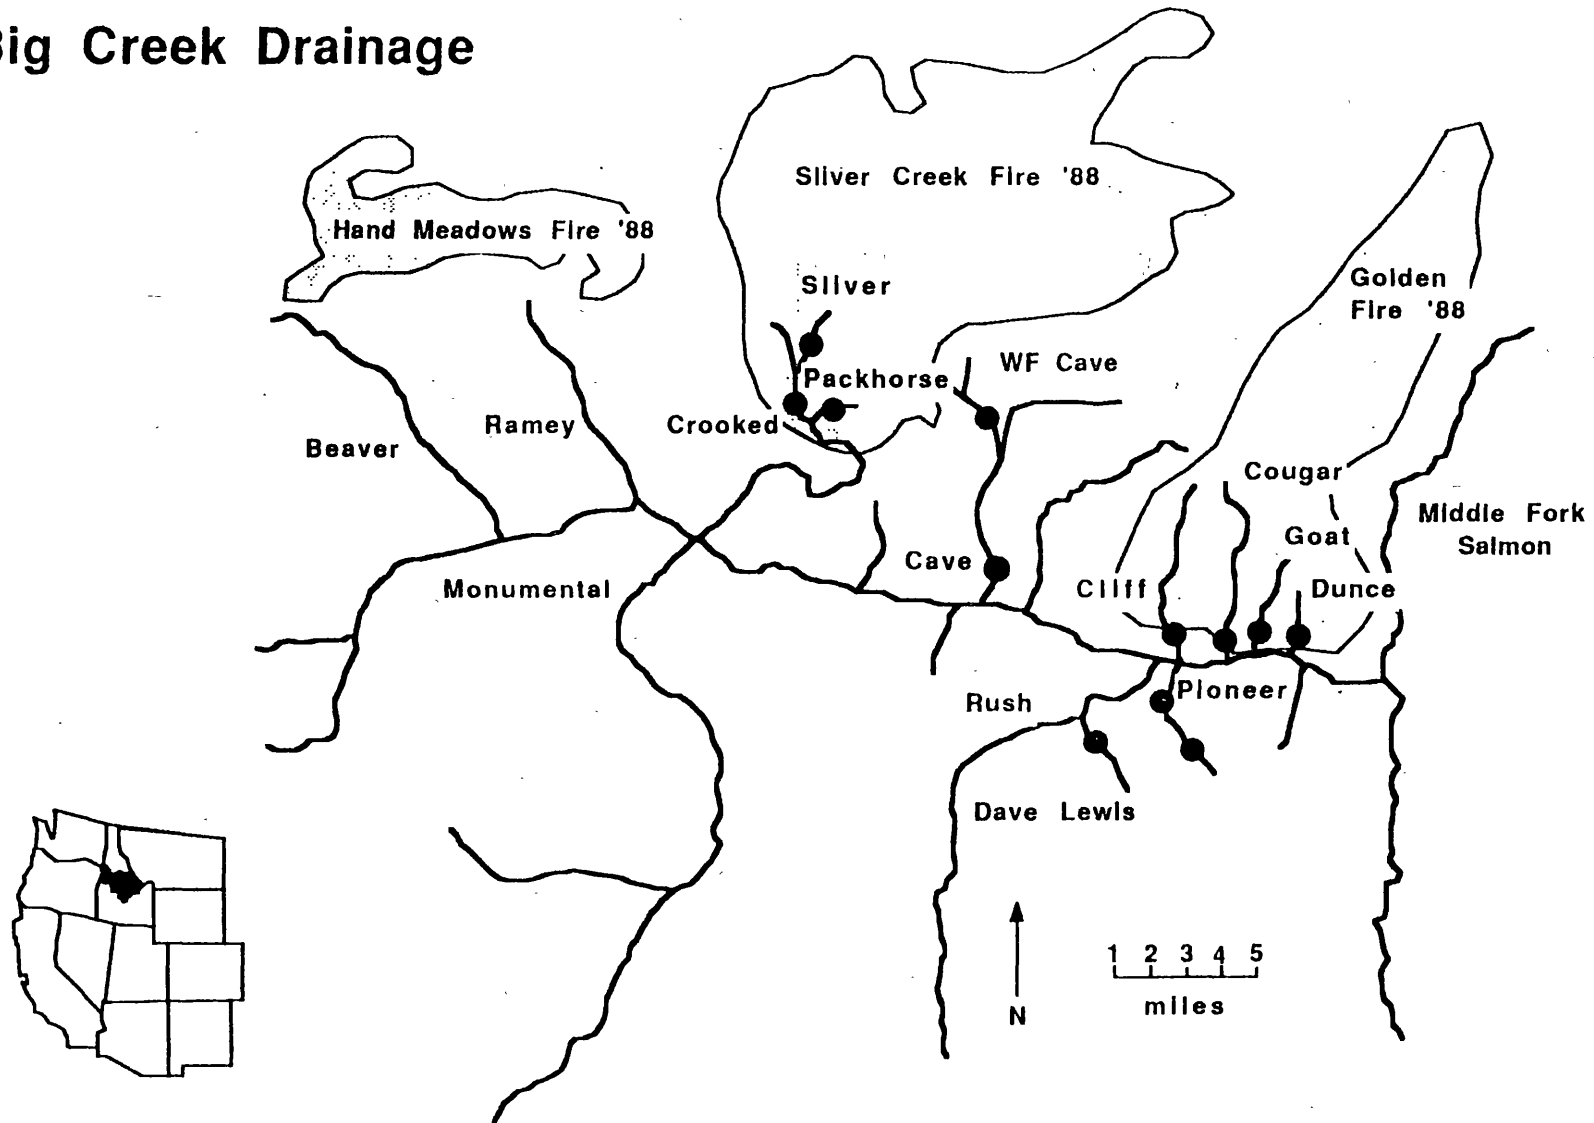 Big Creek Drainage
Silver Creek Fire '88
Hand Meadows Fire '88
Golden
Fire '88
Silver
Packhorse
WF Cave
Crooked
Ramey
Beaver
Cougar
Middle Fork
Salmon
Goat
Cave
Cliff
Dunce
Monumental
Rush
Pioneer
Dave Lewis
1 2 3 4 5
miles
N